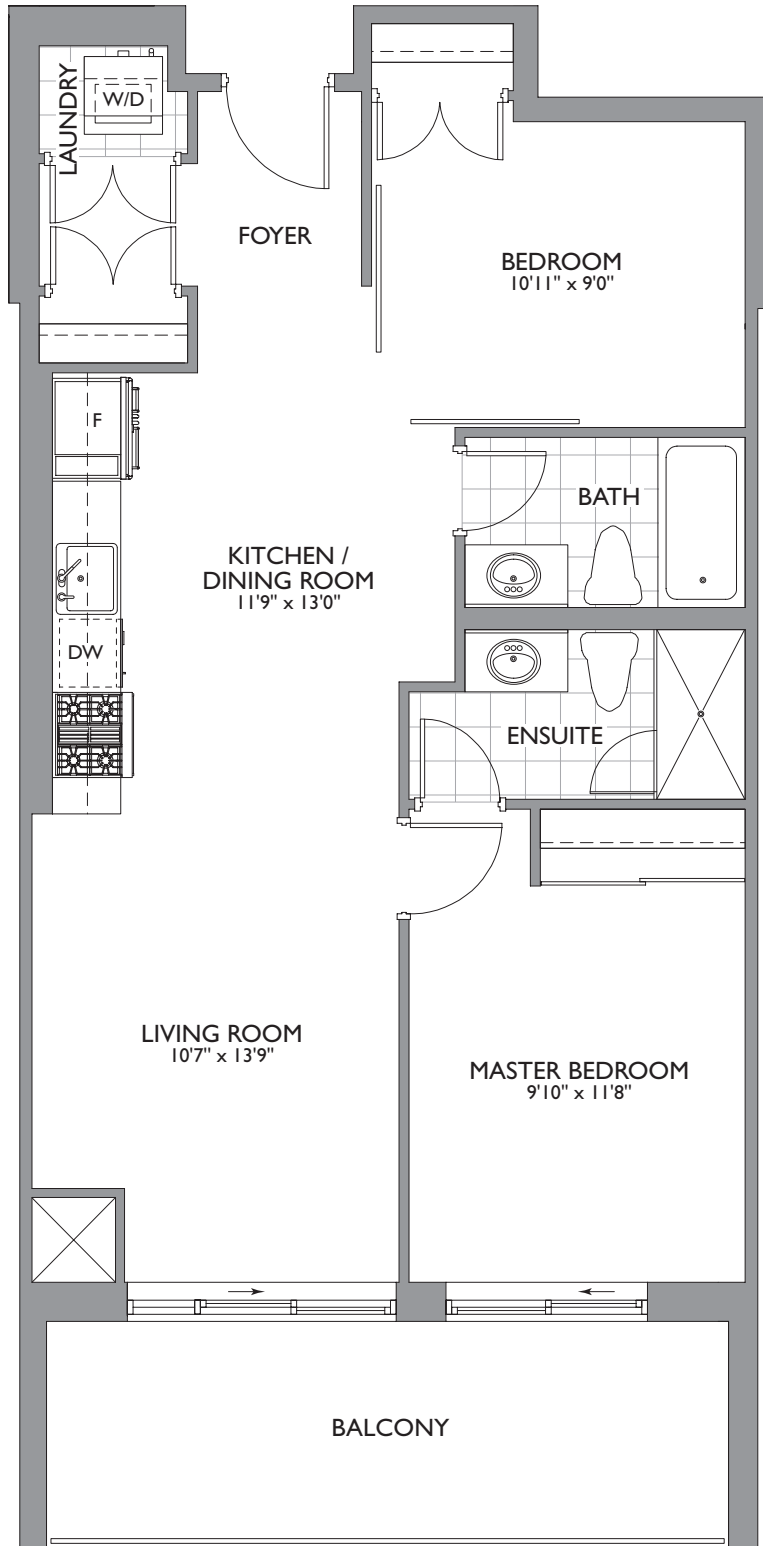 LAUNDRY
W/D
FOYER
BEDROOM
10'11" x 9'0"
F
BATH
KITCHEN /
DINING ROOM
11'9" x 13'0"
DW
ENSUITE
LIVING ROOM
10'7" x 13'9"
MASTER BEDROOM
9'10" x 11'8"
BALCONY